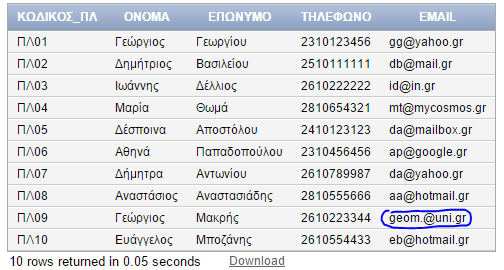 ΚΩΔΙΚΟΣ_ΠΛ ΟΝΟΜΑ ΕΠΩΝΥΜΟ ΤΗΛΕΦΩΝΟ EMAIL
ΠΛ01 Γεώργιος Γεωργίου 2310123456 gg@yahoo.gr
ΠΛ02 Δημήτριος Βασιλείου 2510111111 db@mail.gr
ΠΛ03 Ιωάννης Δέλλιος 2610222222 id@in.gr
ΠΛ04 Μαρία Θωμά 2810654321 mt@mycosmos.gr
ΠΛ05 Δέσποινα Αποστόλου 2410123123 da@mailbox.gr
ΠΛ06 Αθηνά Παπαδοπούλου 2310456456 ap@google.gr
ΠΛ07 Δήμητρα Αντωνίου 2610789987 da@yahoo.gr
ΠΛ08 Αναστάσιος Αναστασιάδης 2810555666 aa@hotmail.gr
ΠΛ09 Γεώργιος Μακρής 2610223344 geom.@uni.gr
ΠΛ10 Ευάγγελος Μποζάνης 2610554433 eb@hotmail.gr
10 rows returned in 0.05 seconds Download